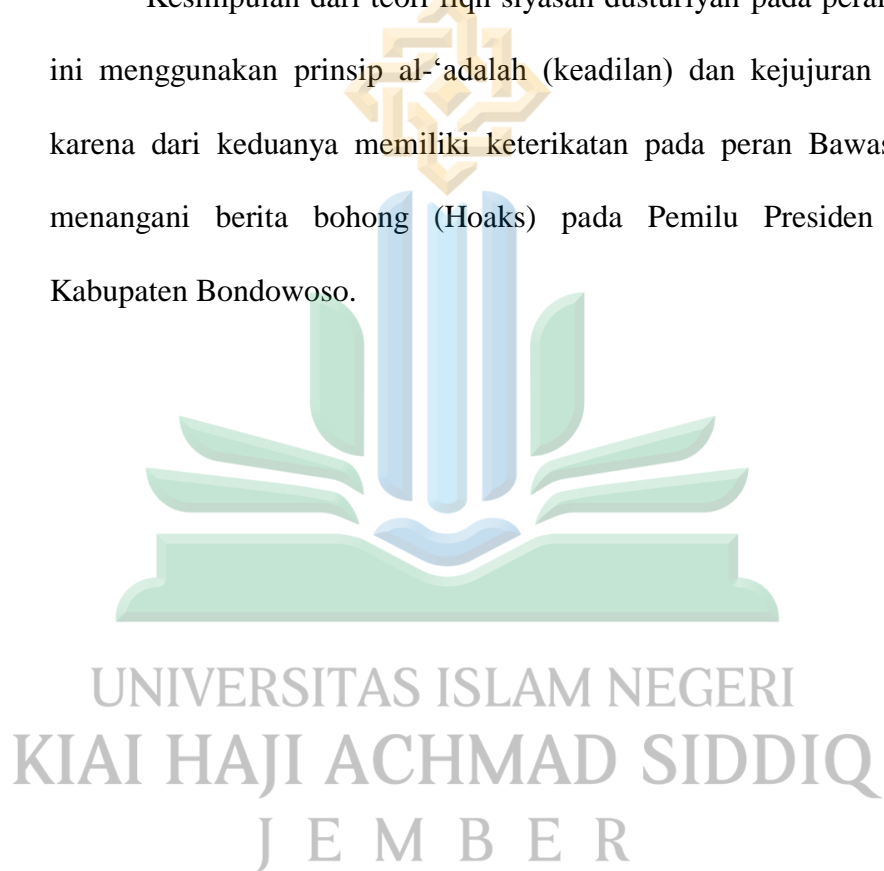 Kesimpulan dari teori fiqh siyasah dusturiyah pada peran
ini menggunakan prinsip al-‘adalah (keadilan) dan kejujuran
karena dari keduanya memiliki keterikatan pada peran Bawas
menangani berita bohong (Hoaks) pada Pemilu Presiden
Kabupaten Bondowoso.
UNIVERSITAS ISLAM NEGERI
KIAI HAJI ACHMAD SIDDIQ
J E M B E R